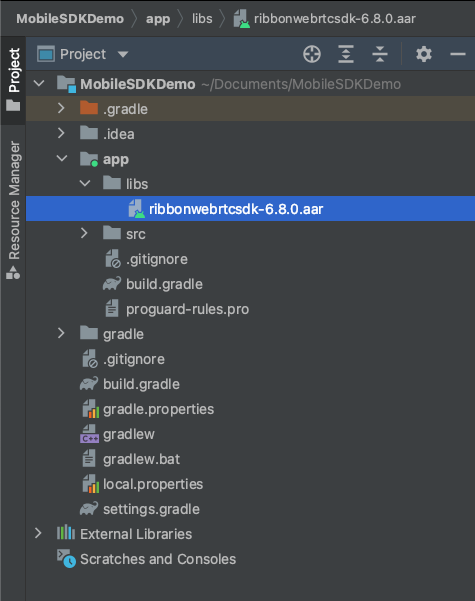 MobileSDKDemo app libs ribbonwebrtcsdk-6.8.0.aar
Project
Project
Resource Manager
MobileSDKDemo ~/Documents/MobileSDKDemo
.gradle
.idea
app
libs
ribbonwebrtcsdk-6.8.0.aar
src
.gitignore
build.gradle
proguard-rules.pro
gradle
.gitignore
build.gradle
gradle.properties
C++ gradlew
gradlew.bat
local.properties
settings.gradle
External Libraries
Scratches and Consoles